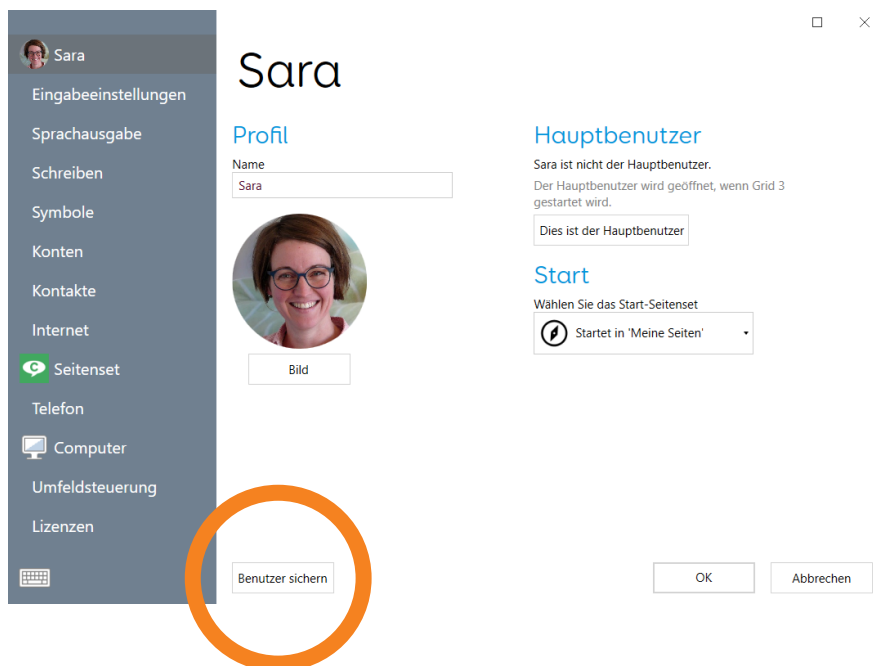 Sara
Eingabeeinstellungen
Sprachausgabe
Schreiben
Symbole
Konten
Kontakte
Internet
C Seitenset
Telefon
Computer
Umfeldsteuerung
Lizenzen
Sara
Profil
Name
Sara
Bild
Benutzer sichern
Hauptbenutzer
Sara ist nicht der Hauptbenutzer.
Der Hauptbenutzer wird geöffnet, wenn Grid 3
gestartet wird.
Dies ist der Hauptbenutzer
Start
Wählen Sie das Start-Seitenset
Startet in 'Meine Seiten'
OK
Abbrechen